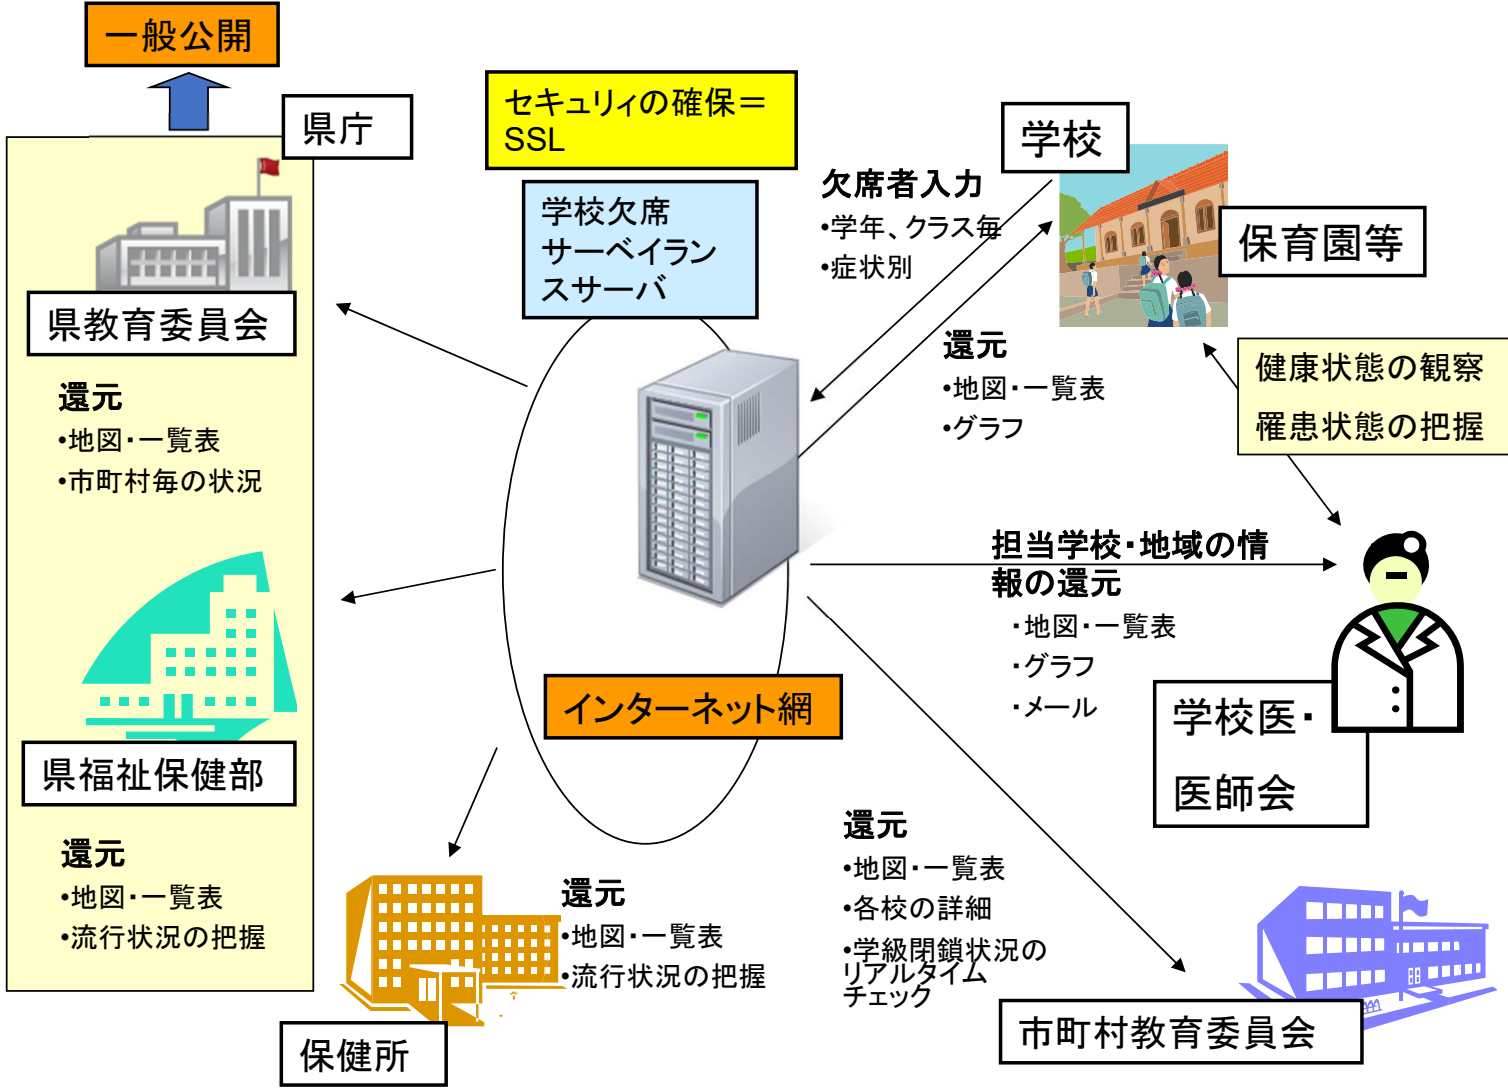 一般公開
県庁
県教育委員会
還元
•地図・一覧表
•市町村毎の状況
県福祉保健部
還元
•地図・一覧表
•流行状況の把握
セキュリィの確保＝
SSL
学校欠席
サーベイラン
スサーバ
インターネット網
保健所
還元
•地図・一覧表
•流行状況の把握
学校
保育園等
欠席者入力
•学年、クラス毎
•症状別
還元
•地図・一覧表
•グラフ
健康状態の観察
罹患状態の把握
担当学校・地域の情
報の還元
・地図・一覧表
・グラフ
・メール
学校医・
医師会
還元
•地図・一覧表
•各校の詳細
•学級閉鎖状況の
リアルタイム
チェック
市町村教育委員会